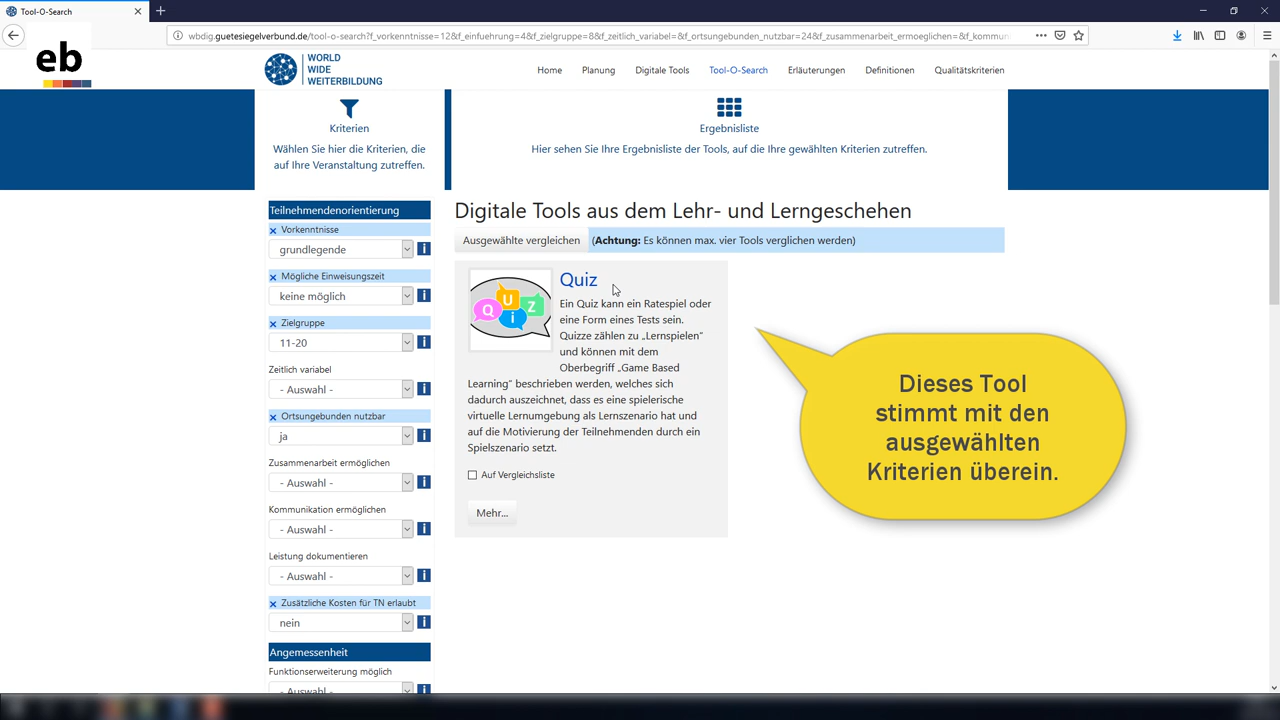 Tool-O-Search
wbdig.guetesiegelverbund.de/tool-o-search?f_vorkenntnisse=12&f_einfuehrung=4&f_zielgruppe=8&f_zeitlich_variabel=&f_ortsungebunden_nutzbar=24&f_zusammenarbeit_ermoeglichen=&f_kommun
eb
WORLD
WIDE
WEITERBILDUNG
Home Planung Digitale Tools Tool-O-Search Erläuterungen Definitionen Qualitätskriterien
Kriterien
Wählen Sie hier die Kriterien, die
auf Ihre Veranstaltung zutreffen.
Ergebnisliste
Hier sehen Sie Ihre Ergebnisliste der Tools, auf die Ihre gewählten Kriterien zutreffen.
Teilnehmendenorientierung
Vorkenntnisse
grundlegende
Mögliche Einweisungszeit
keine möglich
Zielgruppe
11-20
Zeitlich variabel
- Auswahl -
Ortsungebunden nutzbar
ja
Zusammenarbeit ermöglichen
- Auswahl -
Kommunikation ermöglichen
- Auswahl -
Leistung dokumentieren
- Auswahl -
Zusätzliche Kosten für TN erlaubt
nein
Angemessenheit
Funktionserweiterung möglich
- Auswahl -
Digitale Tools aus dem Lehr- und Lerngeschehen
Ausgewählte vergleichen (Achtung: Es können max. vier Tools verglichen werden)
QUiZ
Quiz
Ein Quiz kann ein Ratespiel oder
eine Form eines Tests sein.
Quizze zählen zu „Lernspielen“
und können mit dem
Oberbegriff „Game Based
Learning“ beschrieben werden, welches sich
dadurch auszeichnet, dass es eine spielerische
virtuelle Lernumgebung als Lernszenario hat und
auf die Motivierung der Teilnehmenden durch ein
Spielszenario setzt.
Auf Vergleichsliste
Mehr...
Dieses Tool
stimmt mit den
ausgewählten
Kriterien überein.